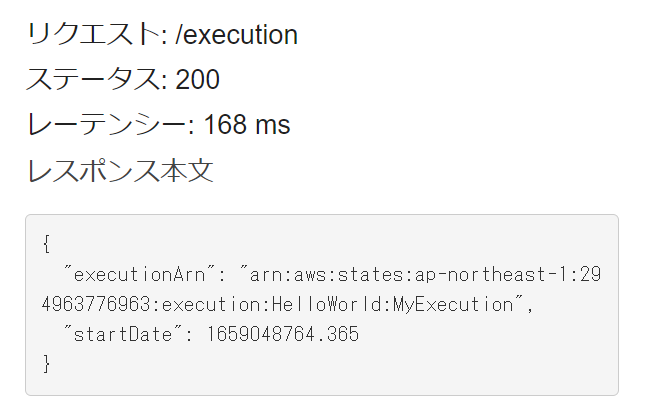 リクエスト: /execution
ステータス: 200
レーテンシー: 168 ms
レスポンス本文
{
  "executionArn": "arn:aws:states:ap-northeast-1:29
4963776963:execution:HelloWorld:MyExecution",
  "startDate": 1659048764.365
}